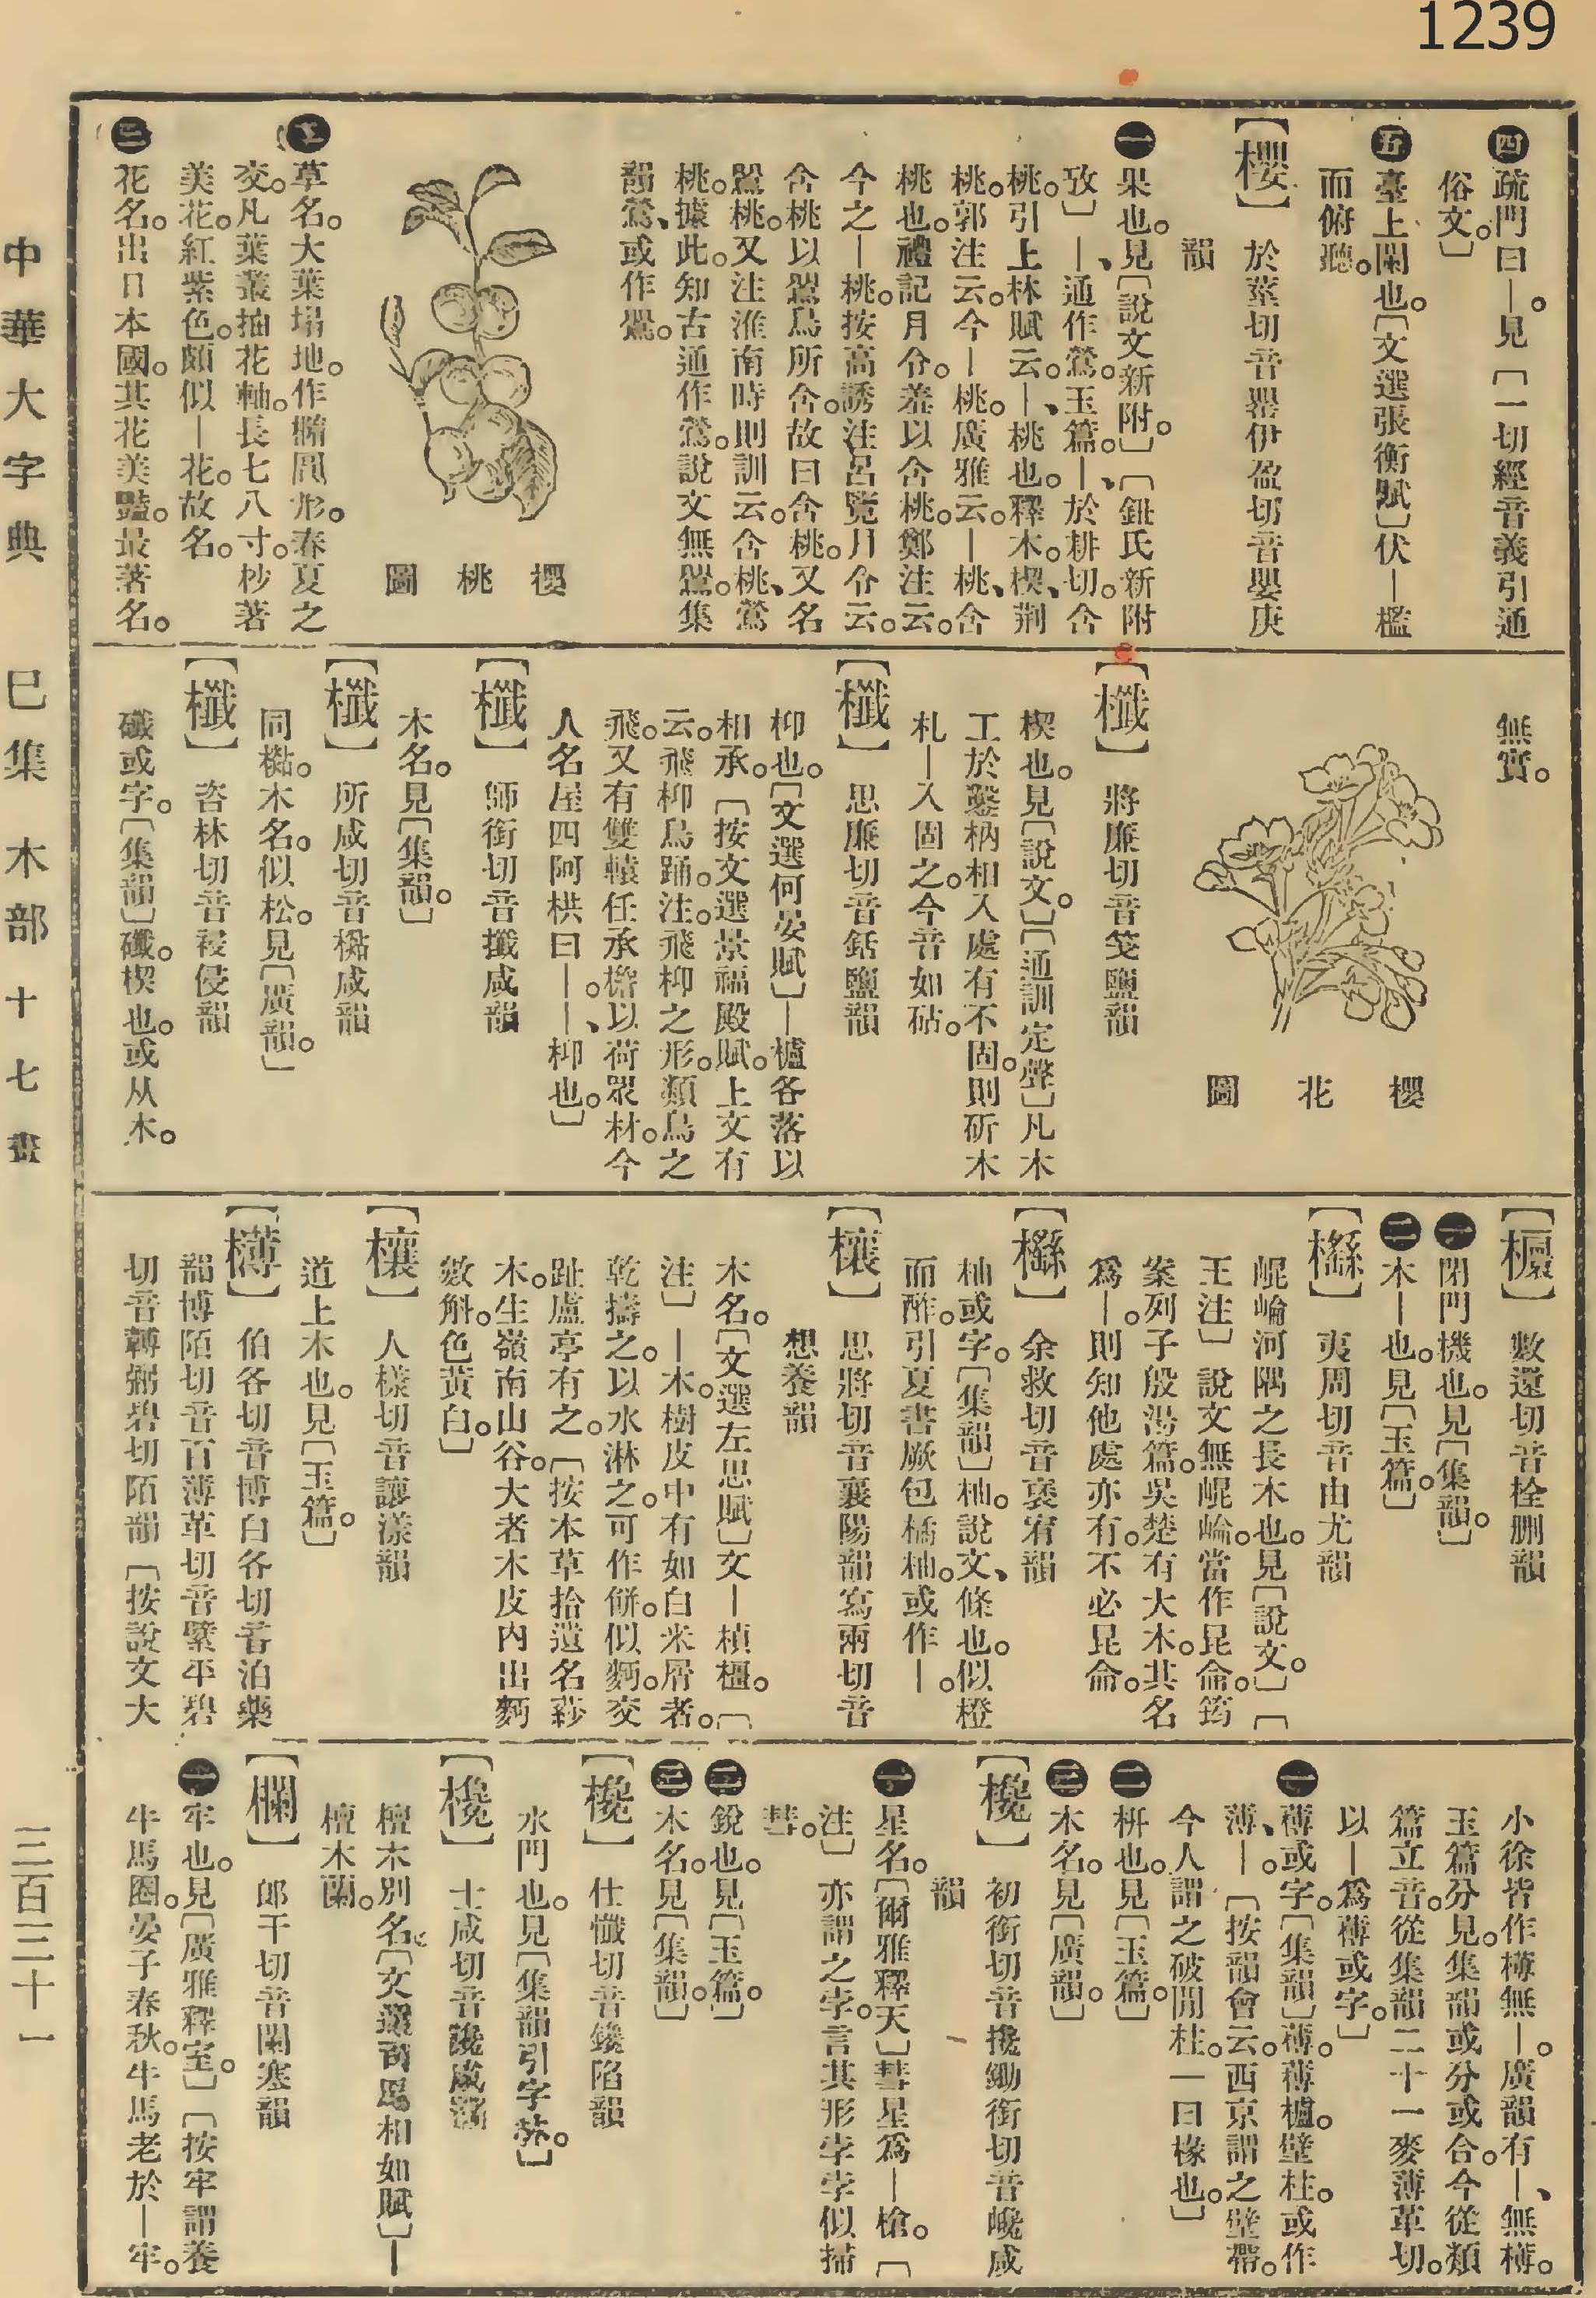 1239
㊃疏門曰—見〔一切經音義引通
俗文〕
㊄臺上闌也〔文選張衡賦〕伏—檻
而俯聽
【櫻】於莖切音罌伊盈切音嬰庚
韻
㊀果也見〔說文新附〕〔鈕氏新附
攷〕—通作鶯玉篇—於耕切含
桃引上林賦云—桃也釋木楔荆
桃郭注云今—桃廣雅云—桃含
桃也禮記月令羞以含桃鄭注云
今之—桃按高誘注呂覽月令云
含桃以鸎鳥所含故曰含桃又名
鸎桃又注淮南時則訓云含桃鶯
桃據此知古通作鶯說文無鸎集
韻鶯或作鸎
櫻桃圖
㊁草名大葉塌地作橢圓形春夏之
交凡葉叢抽花軸長七八寸杪著
美花紅紫色頗似—花故名
㊂花名出日本國其花美豔最著名
無實
櫻花圖
【櫼】將廉切音箋鹽韻
楔也見〔說文〕〔通訓定聲〕凡木
工於鑿枘相入處有不固則斫木
札—入固之今音如砧
【櫼】思廉切音銛鹽韻
枊也〔文選何晏賦〕—櫨各落以
相承〔按文選景福殿賦上文有
云飛枊鳥踊注飛枊之形類鳥之
飛又有雙轅任承檐以荷眾材今
人名屋四阿栱曰——枊也〕
【櫼】師銜切音攕咸韻
木名見〔集韻〕
【櫼】所咸切音㯆咸韻
同㯆木名似松見〔廣韻〕
【櫼】咨林切音祲侵韻
鑯或字〔集韻〕鑯楔也或从木
【櫦】數還切音栓刪韻
㊀閉門機也見〔集韻〕
㊁木—也見〔玉篇〕
【櫾】夷周切音由尤韻
崐崘河隅之長木也見〔說文〕〔
王注〕說文無崐崘當作昆侖筠
案列子殷湯篇吳楚有大木其名
爲—則知他處亦有不必昆侖
【櫾】余救切音褎宥韻
柚或字〔集韻〕柚說文條也似橙
而酢引夏書厥包橘柚或作—
【欀】思將切音襄陽韻寫兩切音
想養韻
木名〔文選左思賦〕文—楨橿〔
注〕—木樹皮中有如白米屑者
乾擣之以水淋之可作餅似麪交
趾盧亭有之〔按本草拾遺名莎
木生嶺南山谷大者木皮內出麪
數斛色黃白〕
【欀】人樣切音讓漾韻
道上木也見〔玉篇〕
【欂】伯各切音博白各切音泊藥
韻博陌切音百薄革切音檗平碧
切音䪙弼碧切陌韻〔按說文大
小徐皆作欂無—廣韻有—無欂
玉篇分見集韻或分或合今從類
篇立音從集韻二十一麥薄革切
以—爲欂或字〕
㊀欂或字〔集韻〕欂欂櫨壁柱或作
薄—〔按韻會云西京謂之壁帶
今人謂之破間柱一曰椽也〕
㊁枅也見〔玉篇〕
㊂木名見〔廣韻〕
【欃】初銜切音攙鋤銜切音巉咸
韻
㊀星名〔爾雅釋天〕彗星爲—槍〔
注〕亦謂之孛言其形孛孛似掃
彗
㊁銳也見〔玉篇〕
㊂木名見〔集韻〕
【欃】仕懺切音鑱陷韻
水門也見〔集韻引字𦭘〕
【欃】士咸切音讒咸韻
檀木別名〔文選司馬相如賦〕—
檀木蘭
【欄】郎干切音闌寒韻
㊀牢也見〔廣雅釋室〕〔按牢謂養
牛馬圈晏子春秋牛馬老於—牢
中華大字典 巳集 木部 十七畫
三百三十一